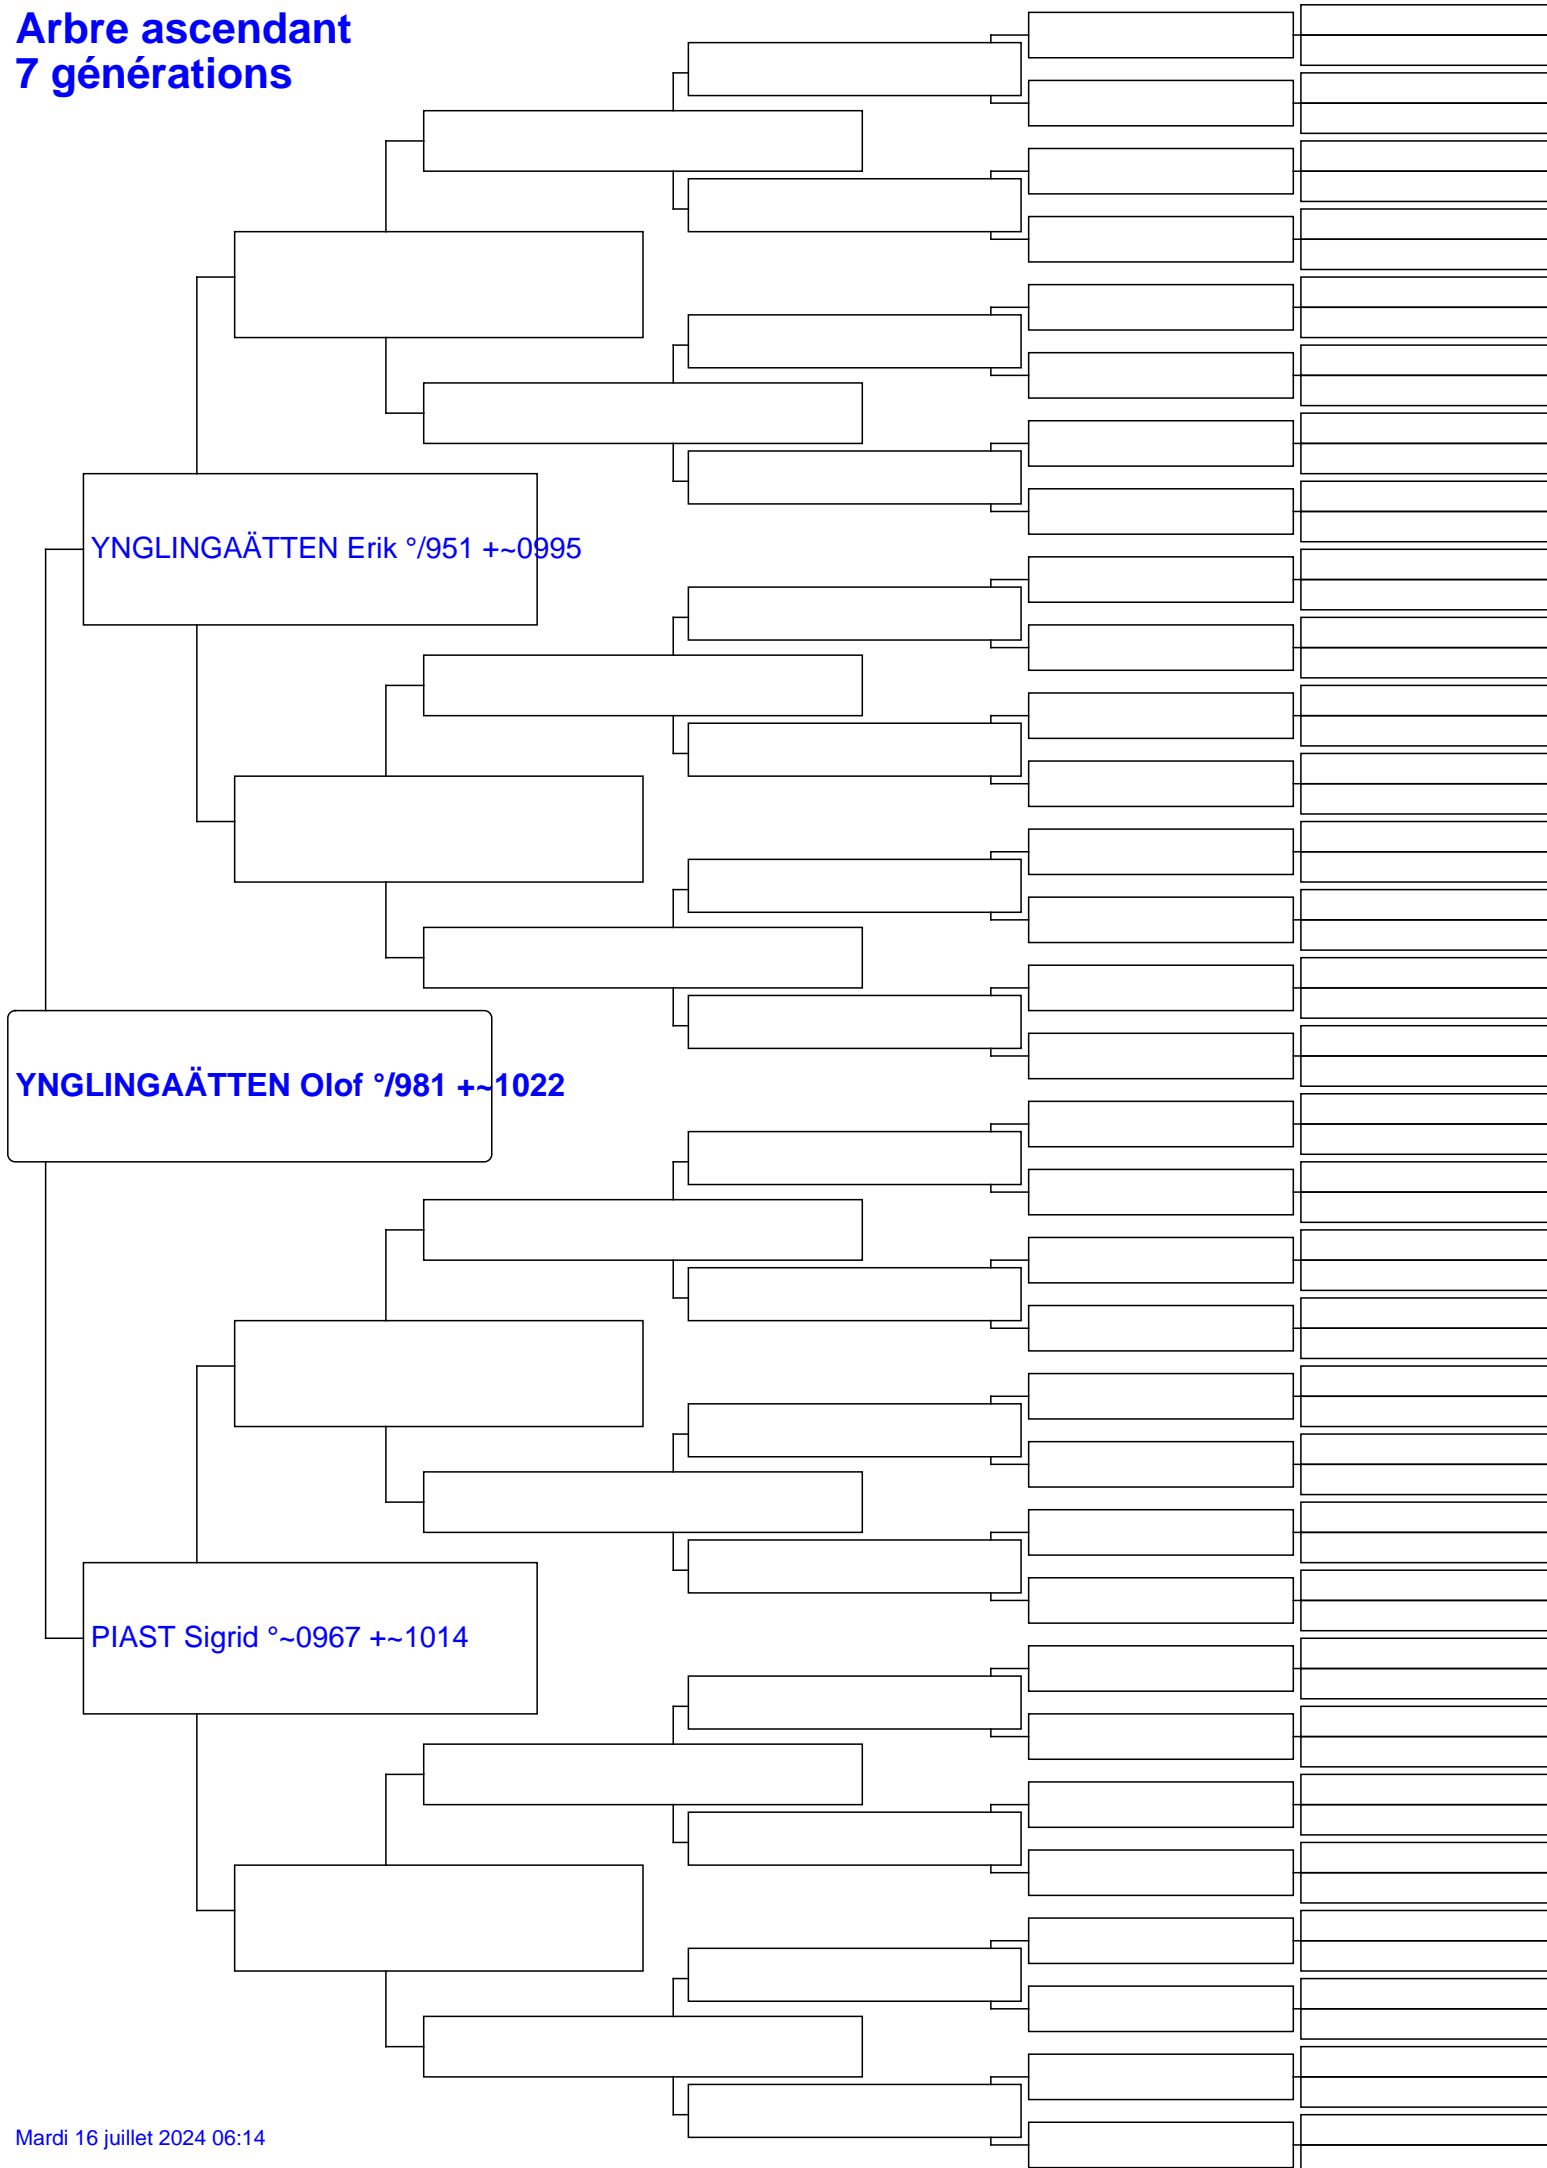 Arbre ascendant
7 générations
YNGLINGAÄTTEN Erik °/951 +~0995
YNGLINGAÄTTEN Olof °/981 +~1022
PIAST Sigrid °~0967 +~1014
Mardi 16 juillet 2024 06:14